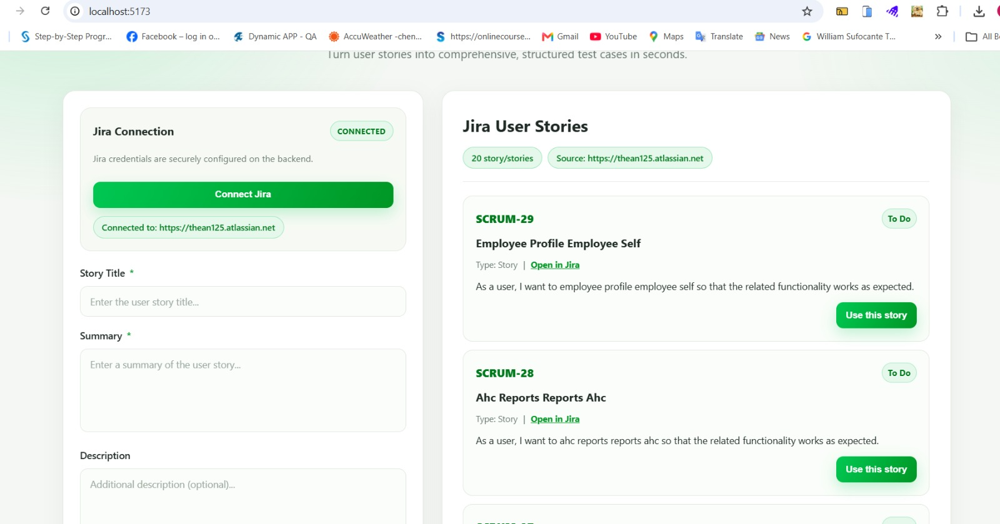 localhost:5173
Step-by-Step Progr...
Facebook – log in o...
Dynamic APP - QA
AccuWeather -chen...
https://onlinecourse...
Gmail
YouTube
Maps
Translate
News
William Sufocante T...
»
Turn user stories into comprehensive, structured test cases in seconds.
Jira Connection
CONNECTED
Jira credentials are securely configured on the backend.
Connect Jira
Connected to: https://thean125.atlassian.net
Story Title *
Enter the user story title...
Summary *
Enter a summary of the user story...
Description
Additional description (optional)...
Jira User Stories
20 story/stories
Source: https://thean125.atlassian.net
SCRUM-29
To Do
Employee Profile Employee Self
Type: Story | Open in Jira
As a user, I want to employee profile employee self so that the related functionality works as expected.
Use this story
SCRUM-28
To Do
Ahc Reports Reports Ahc
Type: Story | Open in Jira
As a user, I want to ahc reports reports ahc so that the related functionality works as expected.
Use this story